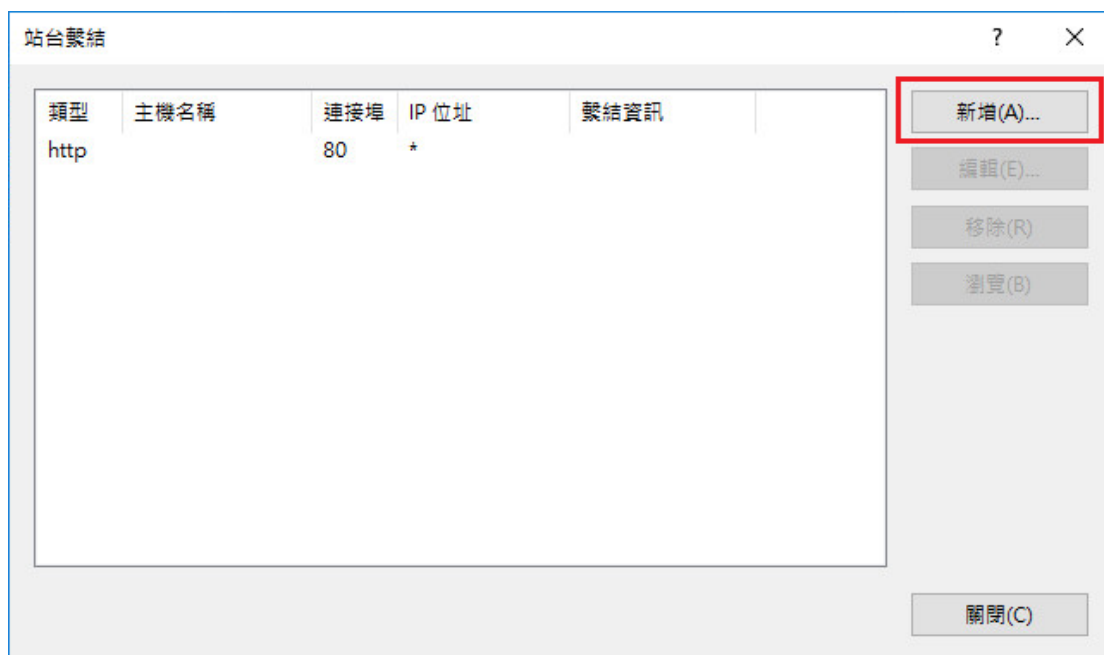 站台繫結
?
類型 主機名稱 連接埠 IP 位址 繫結資訊
http 80 *
新增(A)...
編輯(E)...
移除(R)
瀏覽(B)
關閉(C)